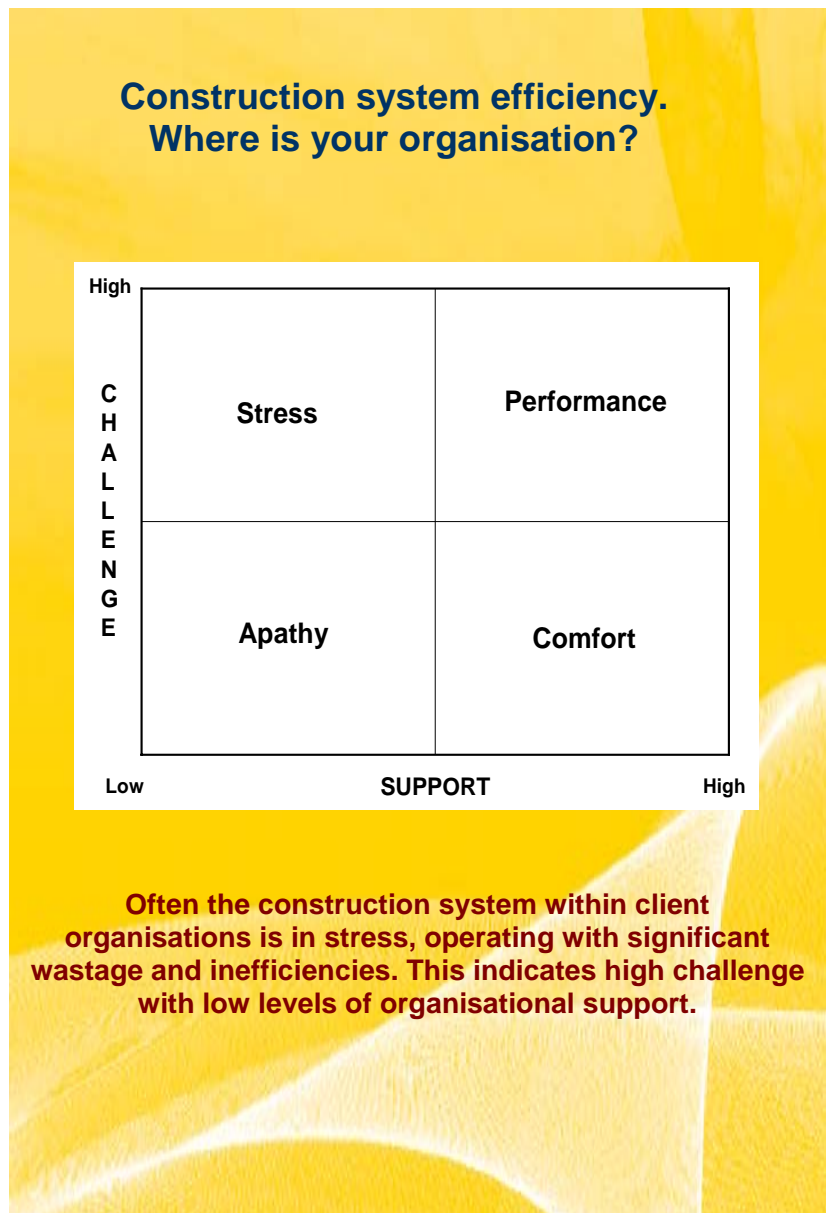 Construction system efficiency.
Where is your organisation?
High
CHALLENGE
Stress
Performance
Apathy
Comfort
Low
SUPPORT
High
Often the construction system within client
organisations is in stress, operating with significant
wastage and inefficiencies. This indicates high challenge
with low levels of organisational support.